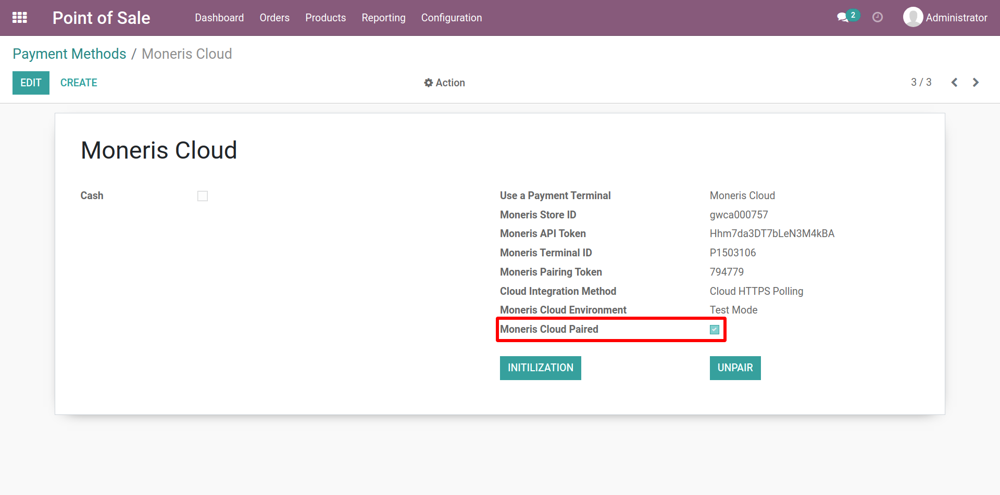 Point of Sale Dashboard Orders Products Reporting Configuration 2 Administrator
Payment Methods / Moneris Cloud
EDIT CREATE Action 3 / 3
Moneris Cloud
Cash
Use a Payment Terminal Moneris Cloud
Moneris Store ID gwca000757
Moneris API Token Hhm7da3DT7bLeN3M4kBA
Moneris Terminal ID P1503106
Moneris Pairing Token 794779
Cloud Integration Method Cloud HTTPS Polling
Moneris Cloud Environment Test Mode
Moneris Cloud Paired
INITILIZATION UNPAIR